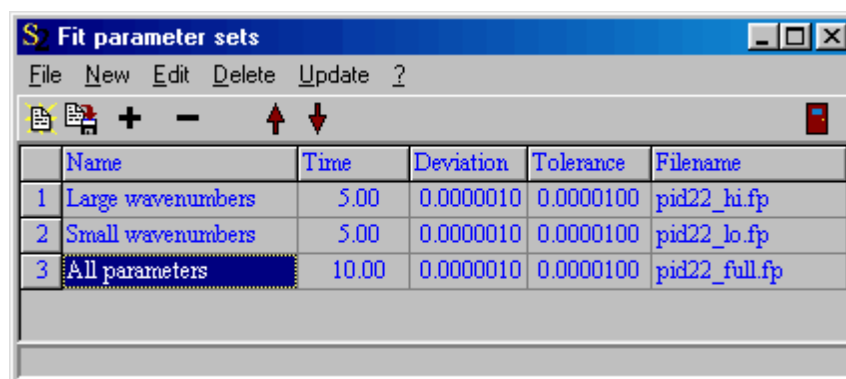 S2 Fit parameter sets
File New Edit Delete Update ?
Name Time Deviation Tolerance Filename
1 Large wavenumbers 5.00 0.0000010 0.0000100 pid22_hi.fp
2 Small wavenumbers 5.00 0.0000010 0.0000100 pid22_lo.fp
3 All parameters 10.00 0.0000010 0.0000100 pid22_full.fp